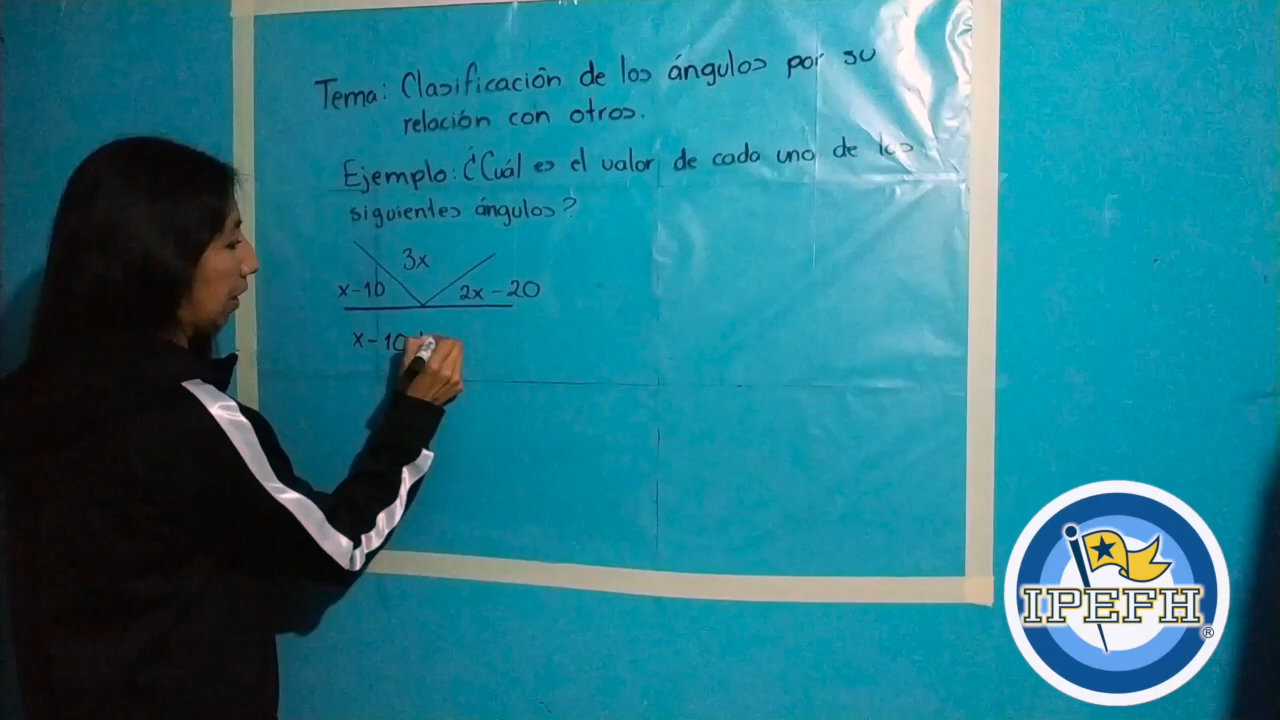 Tema: Clasificación de los ángulos por su
relación con otros.
Ejemplo: ¿Cuál es el valor de cada uno de los
siguientes ángulos?
3x
x-10
2x-20
x-10
IPEFH
®